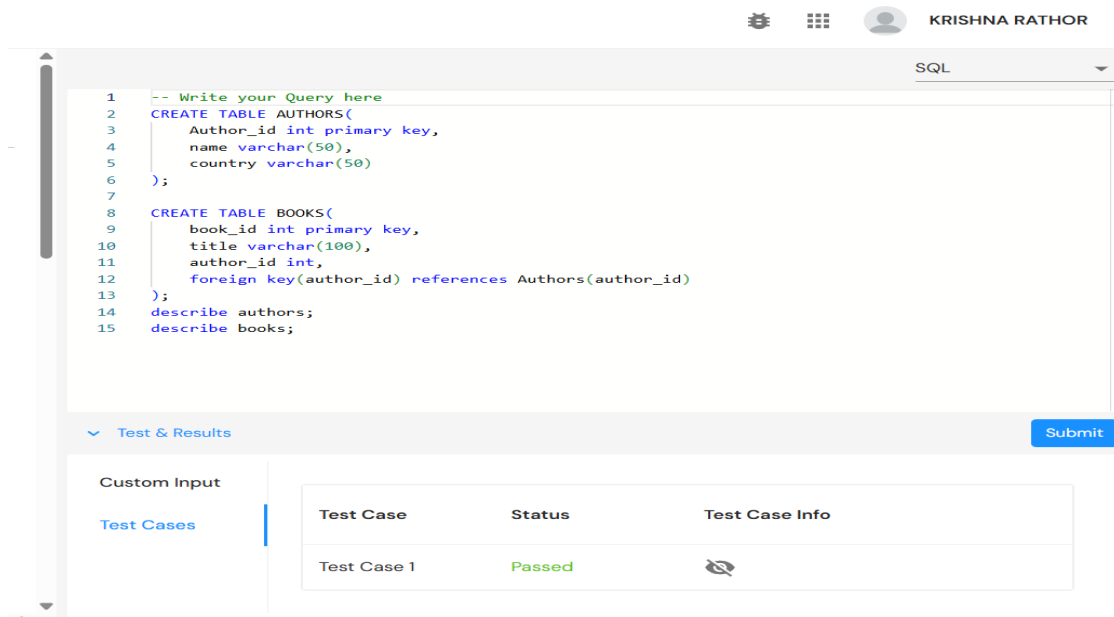 KRISHNA RATHOR
SQL
1 -- Write your Query here
2 CREATE TABLE AUTHORS(
3 Author_id int primary key,
4 name varchar(50),
5 country varchar(50)
6 );
7
8 CREATE TABLE BOOKS(
9 book_id int primary key,
10 title varchar(100),
11 author_id int,
12 foreign key(author_id) references Authors(author_id)
13 );
14 describe authors;
15 describe books;
Test & Results
Submit
Custom Input
Test Cases
Test Case Status Test Case Info
Test Case 1 Passed